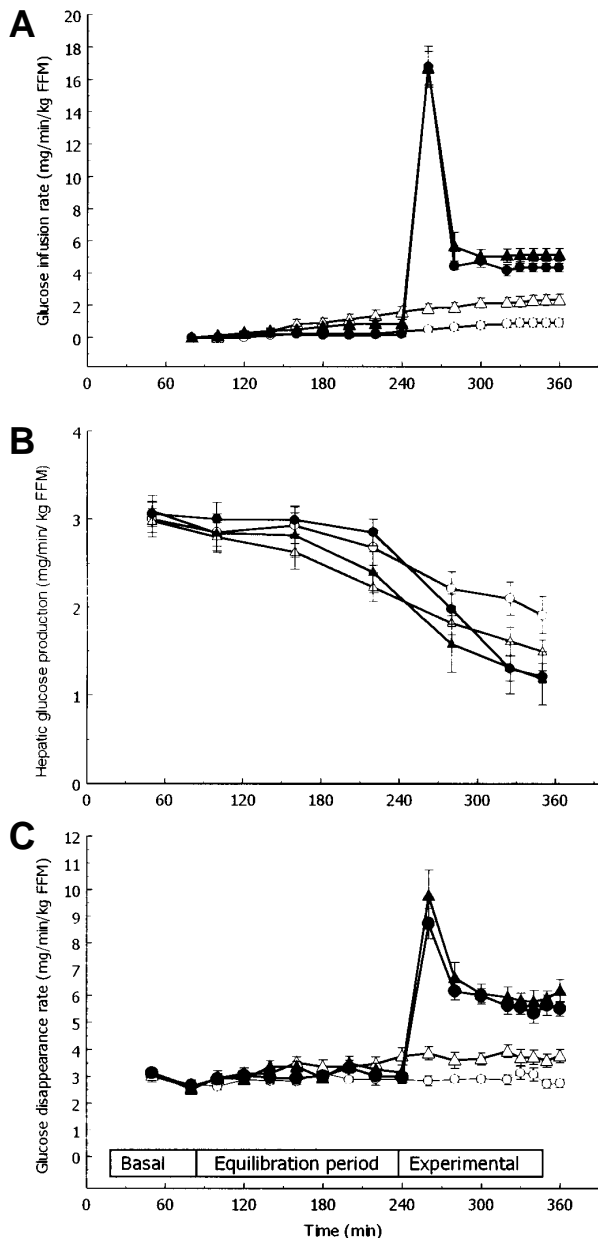 A
Glucose infusion rate (mg/min/kg FFM)
20
18
16
14
12
10
8
6
4
2
0
0 60 120 180 240 300 360
B
Hepatic glucose production (mg/min/ kg FFM)
4
3
2
1
0
0 60 120 180 240 300 360
C
Glucose disappearance rate (mg/min/kg FFM)
12
11
10
9
8
7
6
5
4
3
2
1
0
Basal Equilibration period Experimental
0 60 120 180 240 300 360
Time (min)